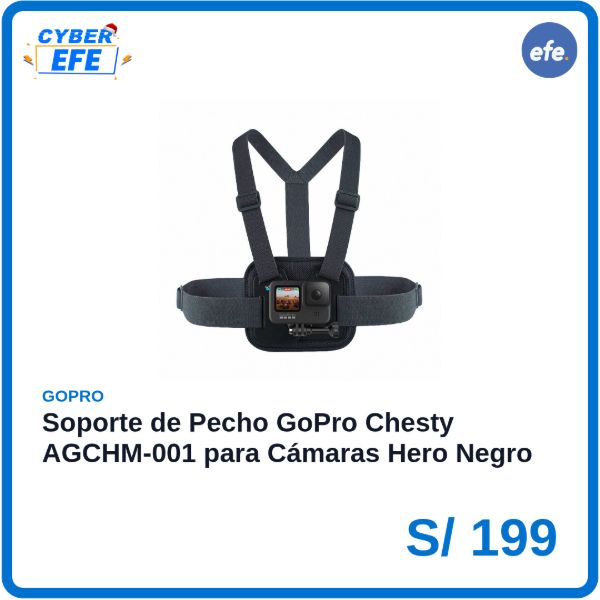 CYBER
EFE
efe.
GOPRO
Soporte de Pecho GoPro Chesty
AGCHM-001 para Cámaras Hero Negro
S/ 199